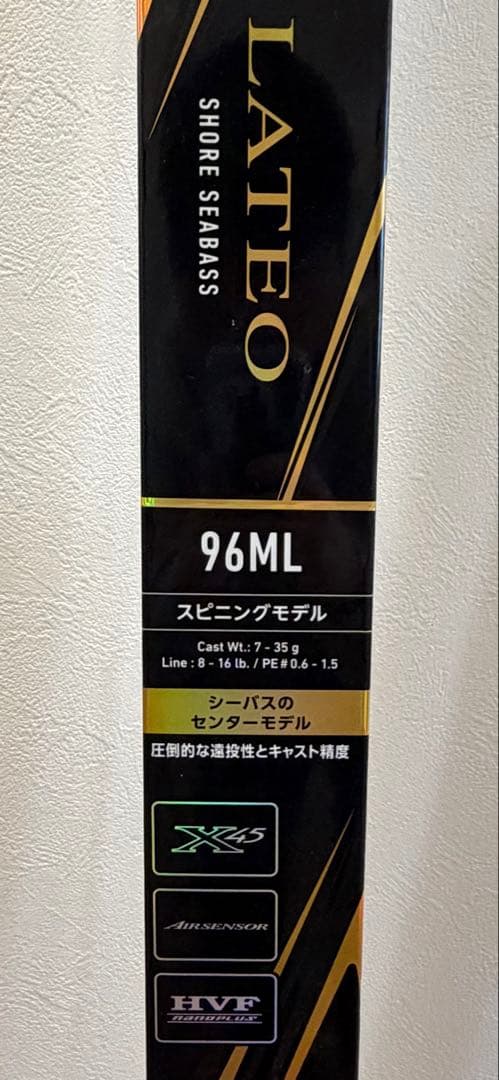 LATEO
SHORE SEABASS
96ML
スピニングモデル
Cast Wt.: 7 - 35 g
Line : 8 - 16 lb. / PE # 0.6 - 1.5
シーバスの
センターモデル
圧倒的な遠投性とキャスト精度
X45
AIRSENSOR
HVF
nanoPLUS